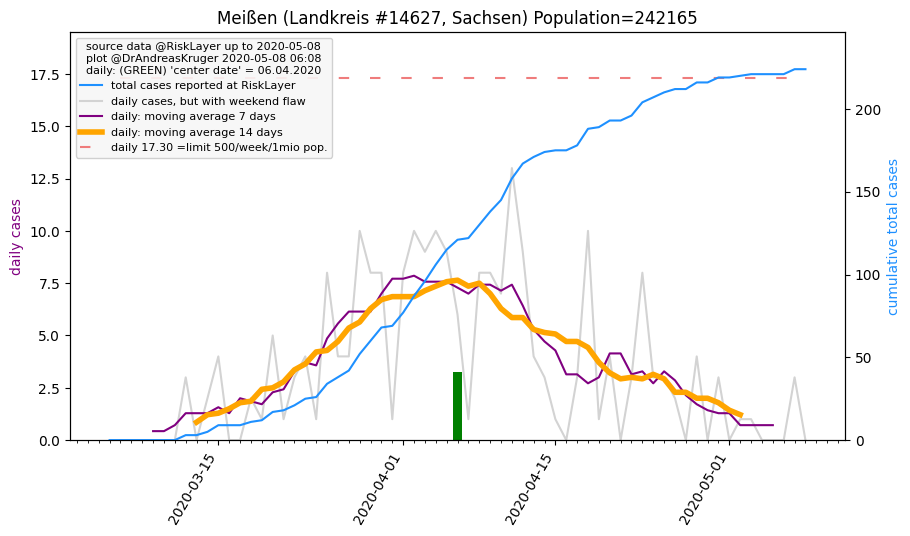 Meißen (Landkreis #14627, Sachsen) Population=242165
source data @RiskLayer up to 2020-05-08
plot @DrAndreasKruger 2020-05-08 06:08
daily: (GREEN) 'center date' = 06.04.2020
total cases reported at RiskLayer
daily cases, but with weekend flaw
daily: moving average 7 days
daily: moving average 14 days
daily 17.30 =limit 500/week/1mio pop.
daily cases
17.5
15.0
12.5
10.0
7.5
5.0
2.5
0.0
200
150
100
50
0
cumulative total cases
2020-03-15
2020-04-01
2020-04-15
2020-05-01